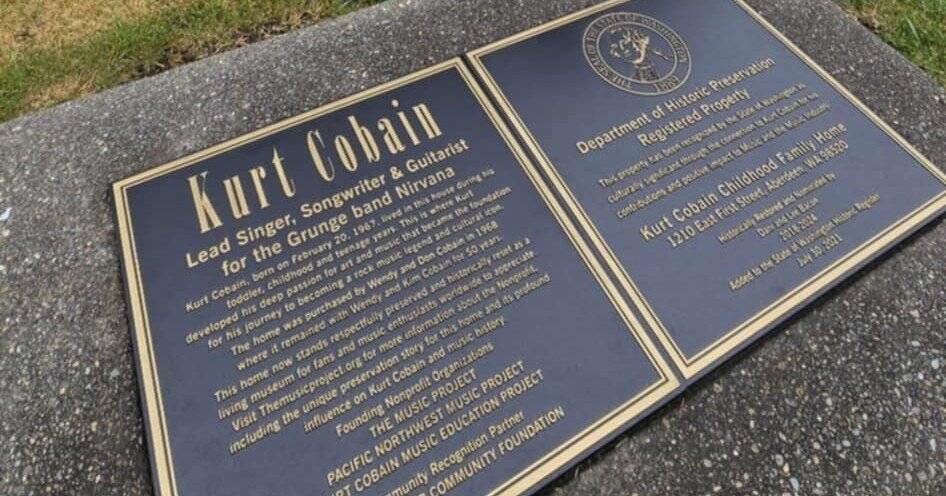 Kurt Cobain
Lead Singer, Songwriter & Guitarist
for the Grunge band Nirvana
Kurt Cobain, born on February 20, 1967, lived in this house during his
toddler, childhood and teenage years. This is where Kurt
developed his deep passion for art and music that became the foundation
for his journey to becoming a rock music legend and cultural icon.
The home was purchased by Wendy and Don Cobain in 1968
where it remained with Wendy and Kim Cobain for 50 years.
This home now stands respectfully preserved and historically reset as a
living museum for fans and music enthusiasts worldwide to appreciate.
Visit Themusicproject.org for more information about the Nonprofit,
including the unique preservation story for this home and its profound
influence on Kurt Cobain and music history.
Founding Nonprofit Organizations
THE MUSIC PROJECT
PACIFIC NORTHWEST MUSIC PROJECT
KURT COBAIN MUSIC EDUCATION PROJECT
Community Recognition Partner
COMMUNITY FOUNDATION
THE SEAL OF THE STATE OF WASHINGTON
1889
Department of Historic Preservation
Registered Property
This property has been recognized by the State of Washington as
culturally significant through the connection to Kurt Cobain for his
contributions and positive impact to Music and the Music Industry
Kurt Cobain Childhood Family Home
1210 East First Street, Aberdeen, WA 98520
Historically Restored and Nominated by
Dani and Lee Bacon
2018-2024
Added to the State of Washington Historic Register
July 30, 2021